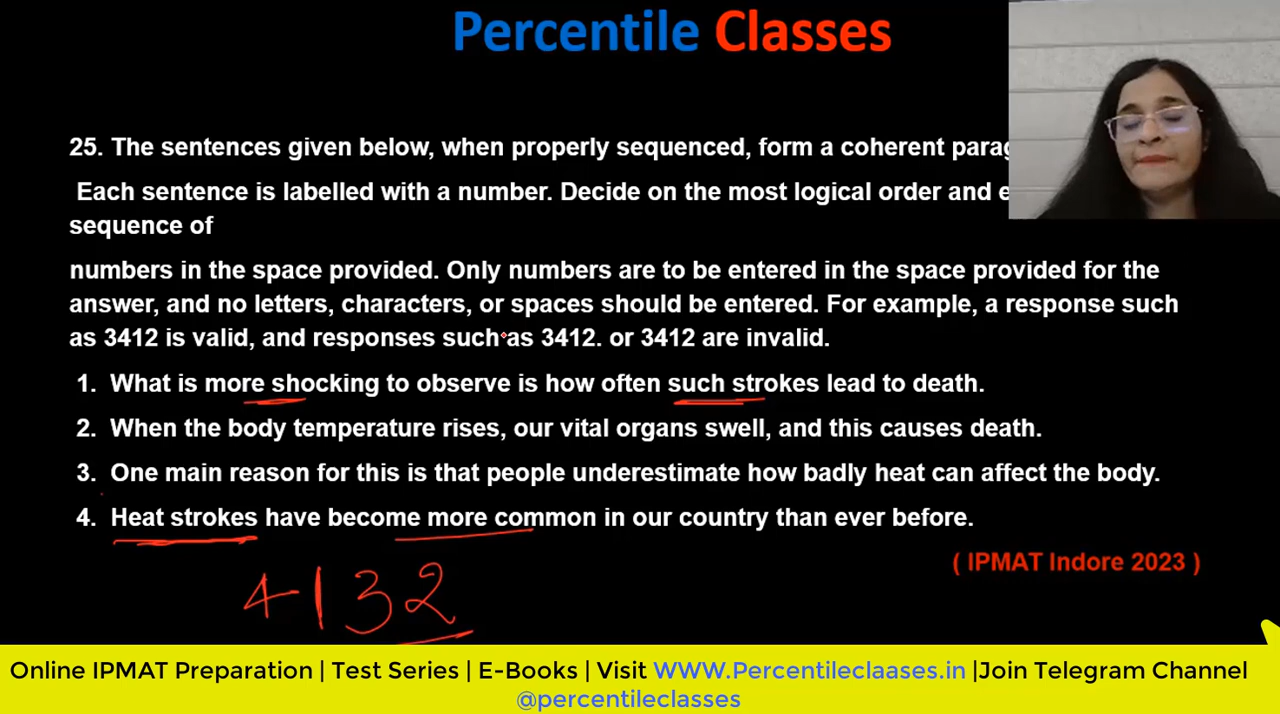 Percentile Classes
25. The sentences given below, when properly sequenced, form a coherent parag
Each sentence is labelled with a number. Decide on the most logical order and e
sequence of
numbers in the space provided. Only numbers are to be entered in the space provided for the
answer, and no letters, characters, or spaces should be entered. For example, a response such
as 3412 is valid, and responses such as 3412. or 3412 are invalid.
1. What is more shocking to observe is how often such strokes lead to death.
2. When the body temperature rises, our vital organs swell, and this causes death.
3. One main reason for this is that people underestimate how badly heat can affect the body.
4. Heat strokes have become more common in our country than ever before.
( IPMAT Indore 2023 )
4132
Online IPMAT Preparation | Test Series | E-Books | Visit WWW.Percentileclaases.in |Join Telegram Channel
@percentileclasses